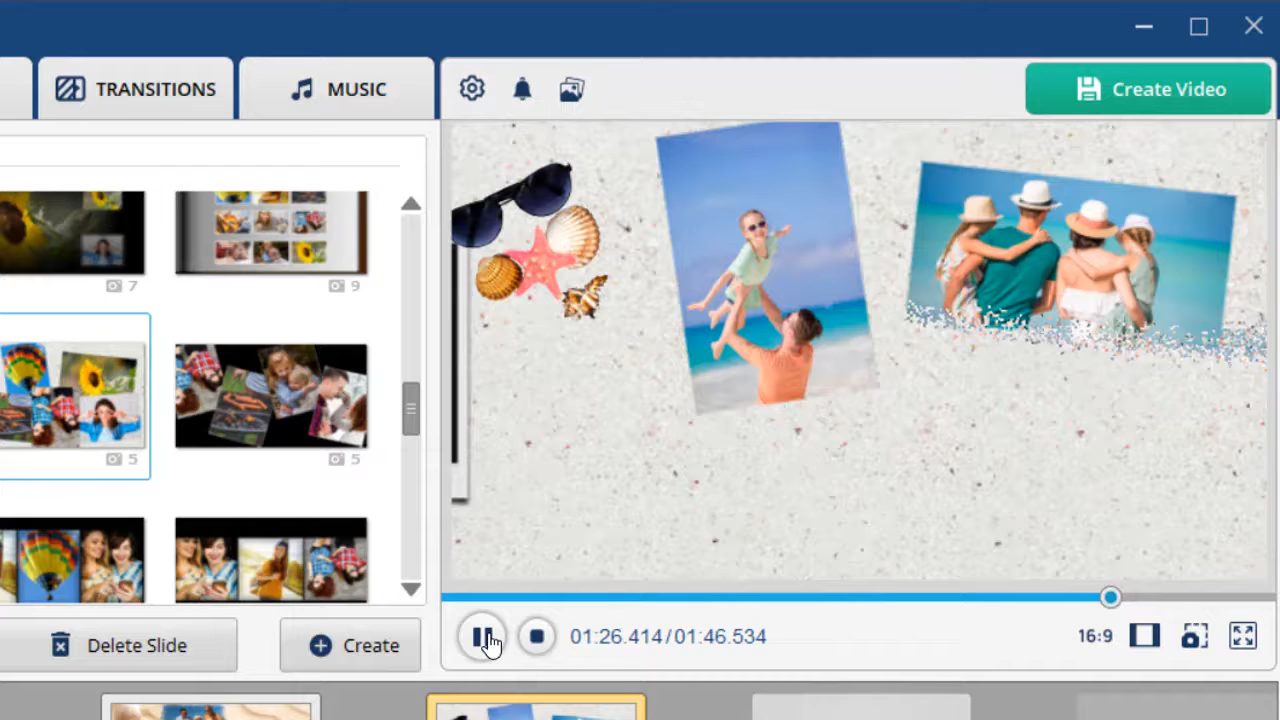 TRANSITIONS
MUSIC
Create Video
7
9
5
5
Delete Slide
Create
01:26.414/01:46.534
16:9